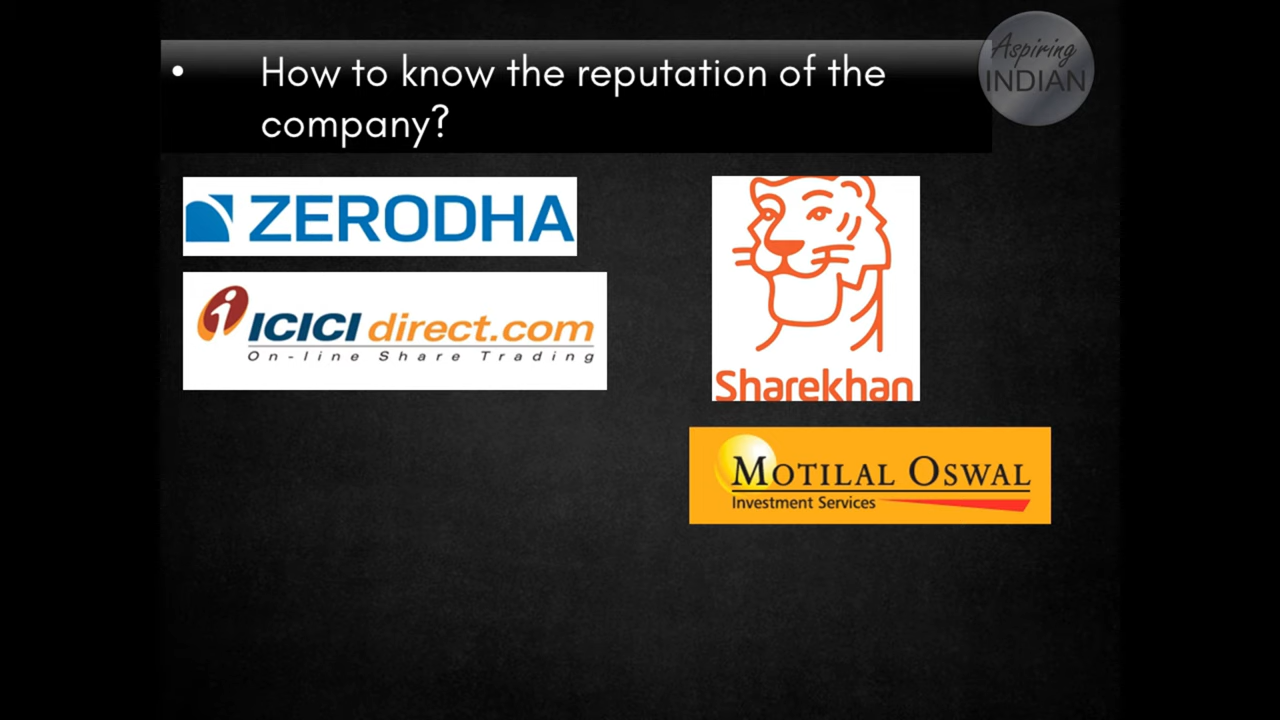 • How to know the reputation of the
company?
Aspiring
INDIAN
ZERODHA
i ICICI direct.com
On-line Share Trading
Sharekhan
MOTILAL OSWAL
Investment Services